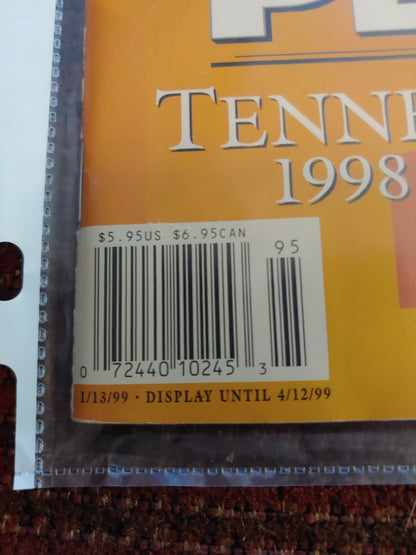 TENNE
1998
$5.95US $6.95CAN
95
0 72440 10245 3
1/13/99 · DISPLAY UNTIL 4/12/99